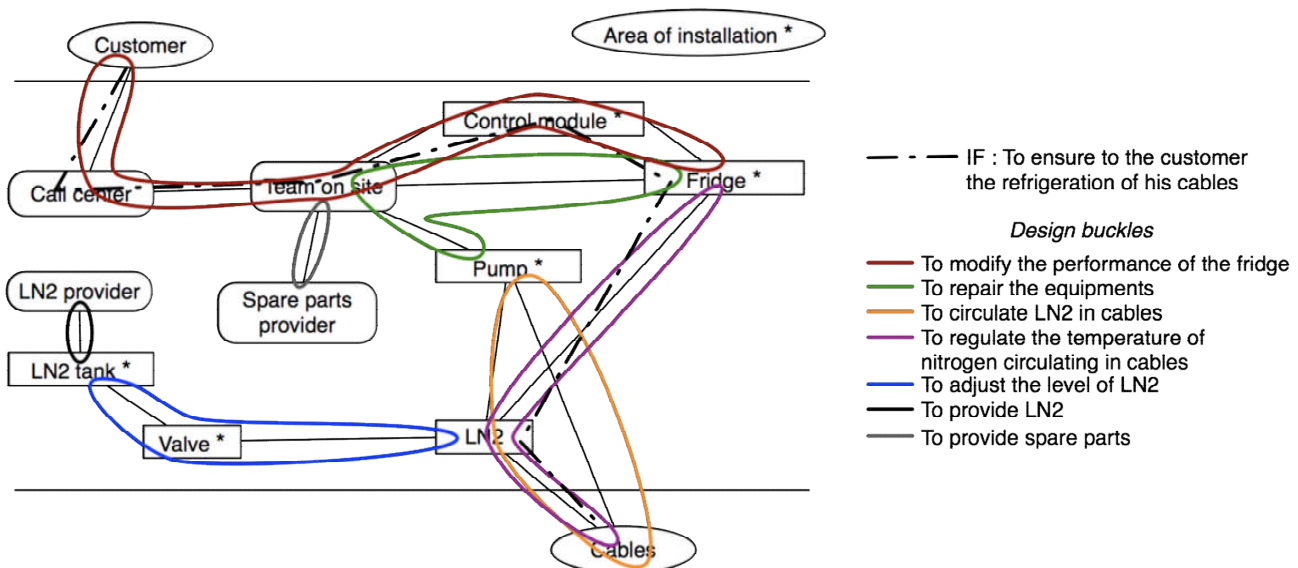 Customer
Area of installation *
Control module *
Call center
Team on site
Fridge *
Pump *
LN2 provider
Spare parts
provider
LN2 tank *
Valve *
LN2
Cables
IF : To ensure to the customer
the refrigeration of his cables
Design buckles
To modify the performance of the fridge
To repair the equipments
To circulate LN2 in cables
To regulate the temperature of
nitrogen circulating in cables
To adjust the level of LN2
To provide LN2
To provide spare parts